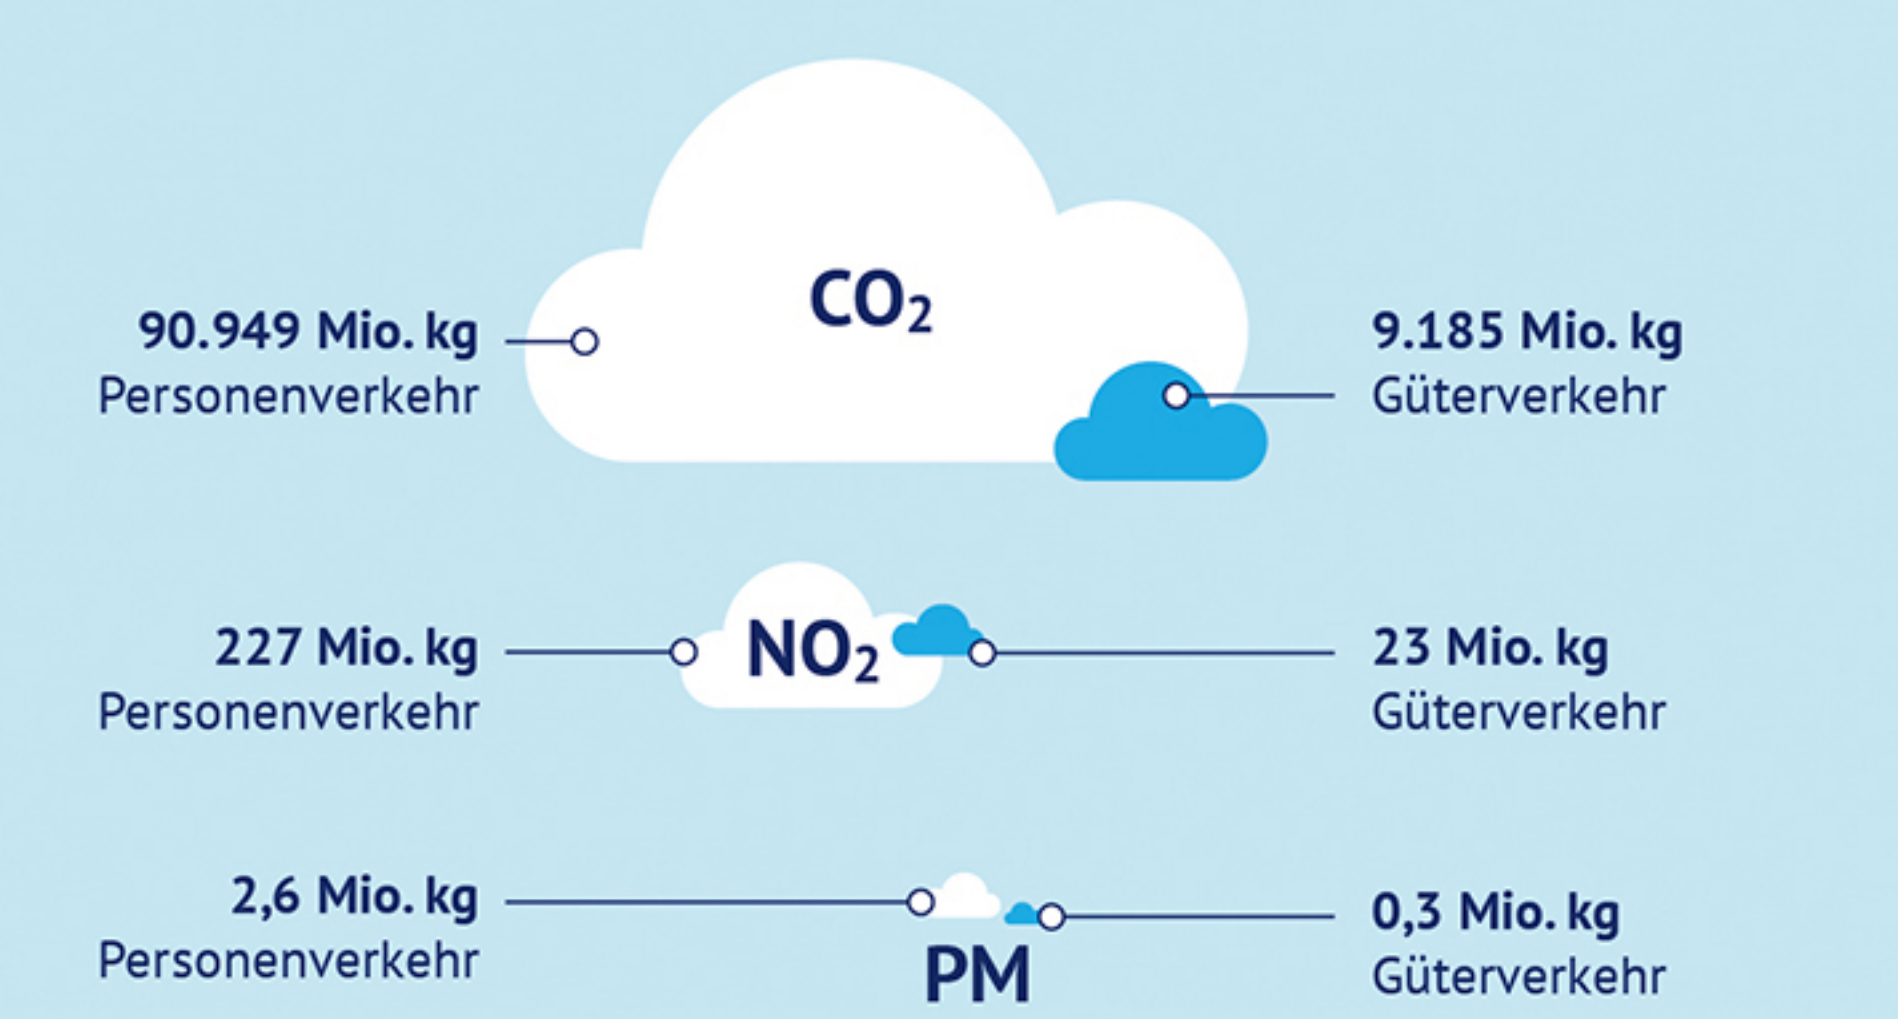 CO₂
90.949 Mio. kg
Personenverkehr
9.185 Mio. kg
Güterverkehr
NO₂
227 Mio. kg
Personenverkehr
23 Mio. kg
Güterverkehr
2,6 Mio. kg
Personenverkehr
0,3 Mio. kg
Güterverkehr
PM